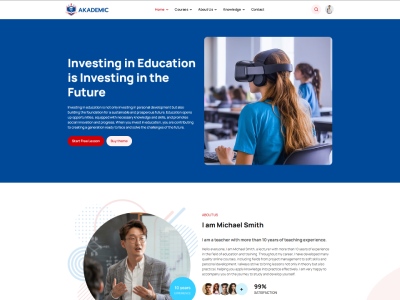 AKADEMIC
Home
Courses
About Us
Knowledge
Contact
Investing in Education
is Investing in the
Future
Investing in education is not only investing in personal development but also
building the foundation for a sustainable and prosperous future. Education opens
up opportunities, equips with necessary knowledge and skills, and promotes
social innovation and progress. When you invest in education, you are contributing
to creating a generation ready to face and solve the challenges of the future.
Start free Lesson
Buy theme
ABOUT US
I am Michael Smith
I am a teacher with more than 10 years of teaching experience.
10 years
99%
SATISFACTION